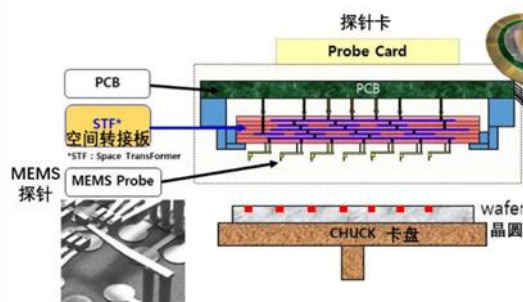 探针卡
Probe Card
PCB
PCB
STF*
空间转接板
*STF : Space TransFormer
MEMS
探针
MEMS Probe
wafer
晶圆
CHUCK 卡盘